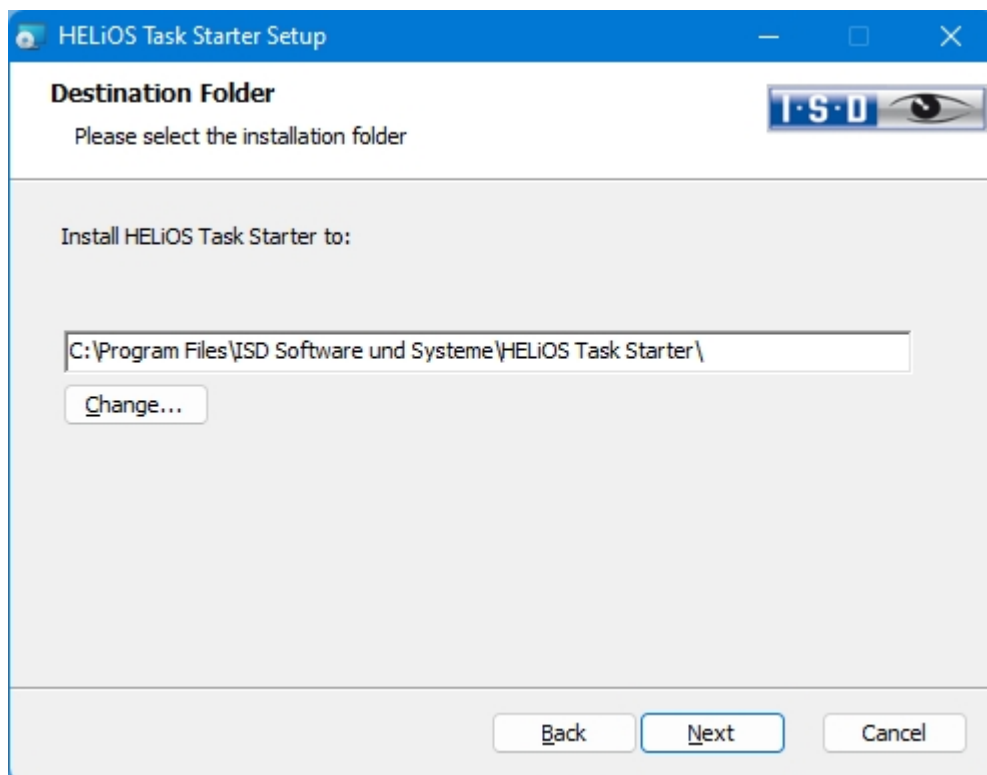 HELiOS Task Starter Setup
Destination Folder
I·S·D
Please select the installation folder
Install HELiOS Task Starter to:
C:\Program Files\ISD Software und Systeme\HELiOS Task Starter\
Change...
Back Next Cancel